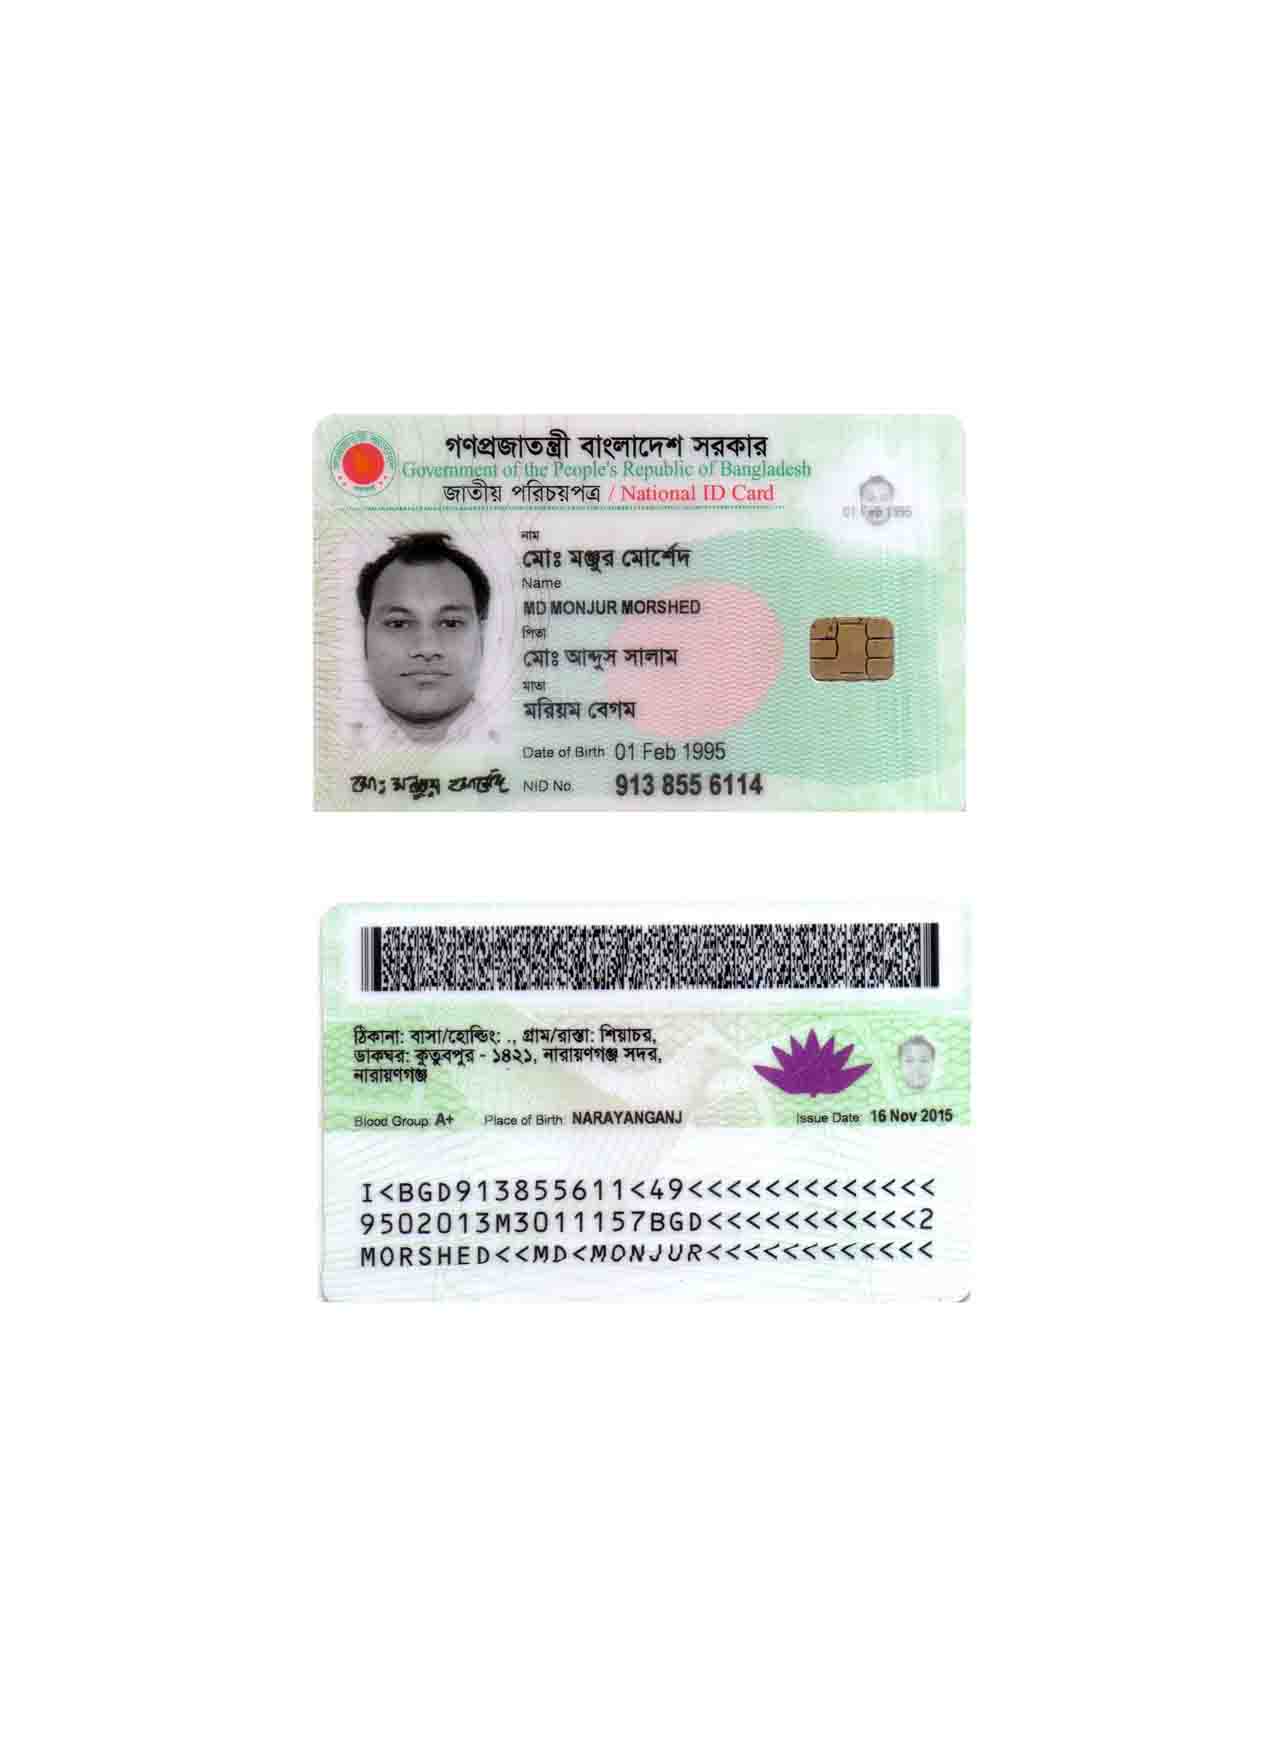 গণপ্রজাতন্ত্রী বাংলাদেশ সরকার
Government of the People's Republic of Bangladesh
জাতীয় পরিচয়পত্র / National ID Card
01 Feb 1995
নাম
মোঃ মঞ্জুর মোর্শেদ
Name
MD MONJUR MORSHED
পিতা
মোঃ আব্দুস সালাম
মাতা
মরিয়ম বেগম
Date of Birth 01 Feb 1995
মোঃ মঞ্জুর মোর্শেদ
NID No. 913 855 6114
ঠিকানা: বাসা/হোল্ডিং: ., গ্রাম/রাস্তা: শিয়াচর,
ডাকঘর: কুতুবপুর - ১৪২১, নারায়ণগঞ্জ সদর,
নারায়ণগঞ্জ
Blood Group: A+ Place of Birth: NARAYANGANJ Issue Date: 16 Nov 2015
I<BGD913855611<49<<<<<<<<<<<<<
9502013M3011157BGD<<<<<<<<<<<2
MORSHED<<MD<MONJUR<<<<<<<<<<<<